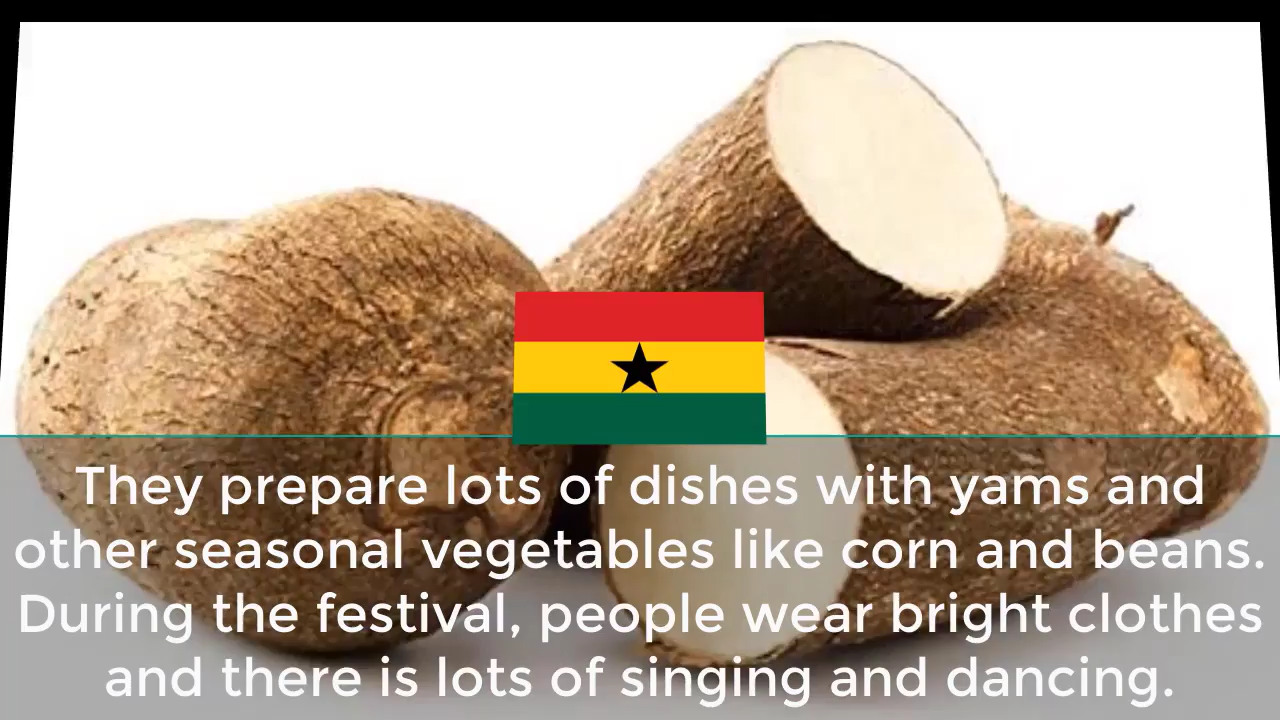 They prepare lots of dishes with yams and
other seasonal vegetables like corn and beans.
During the festival, people wear bright clothes
and there is lots of singing and dancing.